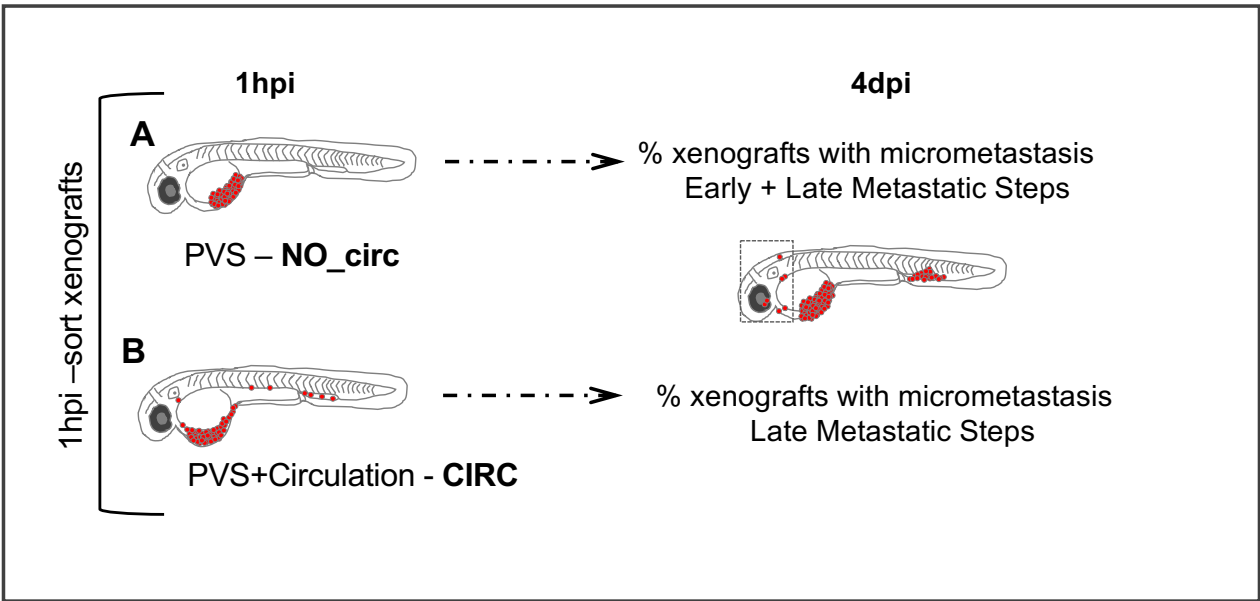 1hpi
4dpi
1hpi –sort xenografts
A
% xenografts with micrometastasis
Early + Late Metastatic Steps
PVS – NO_circ
B
% xenografts with micrometastasis
Late Metastatic Steps
PVS+Circulation - CIRC